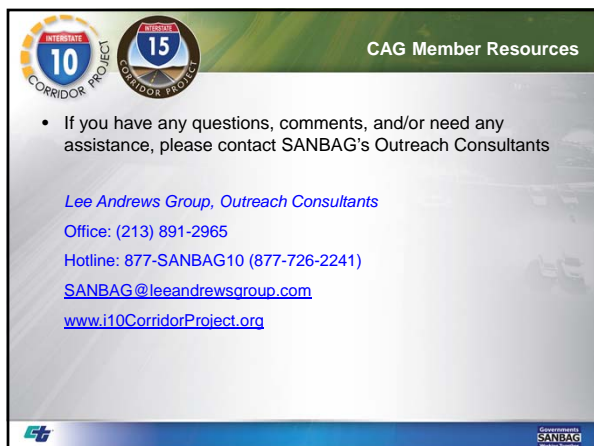 INTERSTATE
10
CORRIDOR PROJECT
INTERSTATE
15
CORRIDOR PROJECT
CAG Member Resources
• If you have any questions, comments, and/or need any
assistance, please contact SANBAG's Outreach Consultants
Lee Andrews Group, Outreach Consultants
Office: (213) 891-2965
Hotline: 877-SANBAG10 (877-726-2241)
SANBAG@leeandrewsgroup.com
www.i10CorridorProject.org
Governments
SANBAG
Working Together